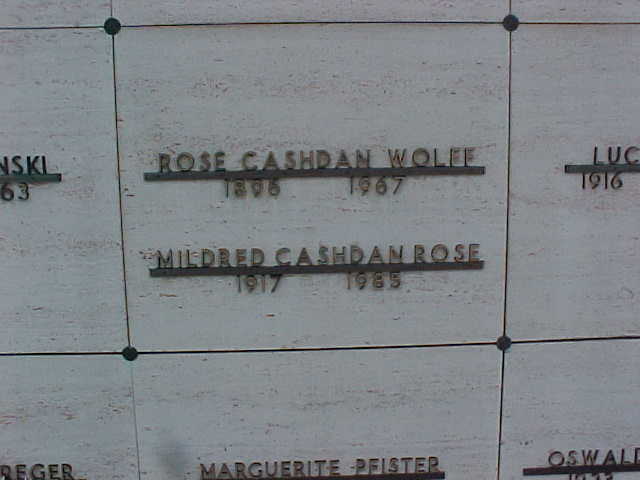 NSKI
63
ROSE CASHDAN WOLFF
1896 1967
LUC
1916
MILDRED CASHDAN ROSE
1917 1985
REGER
MARGUERITE PFISTER
OSWALD